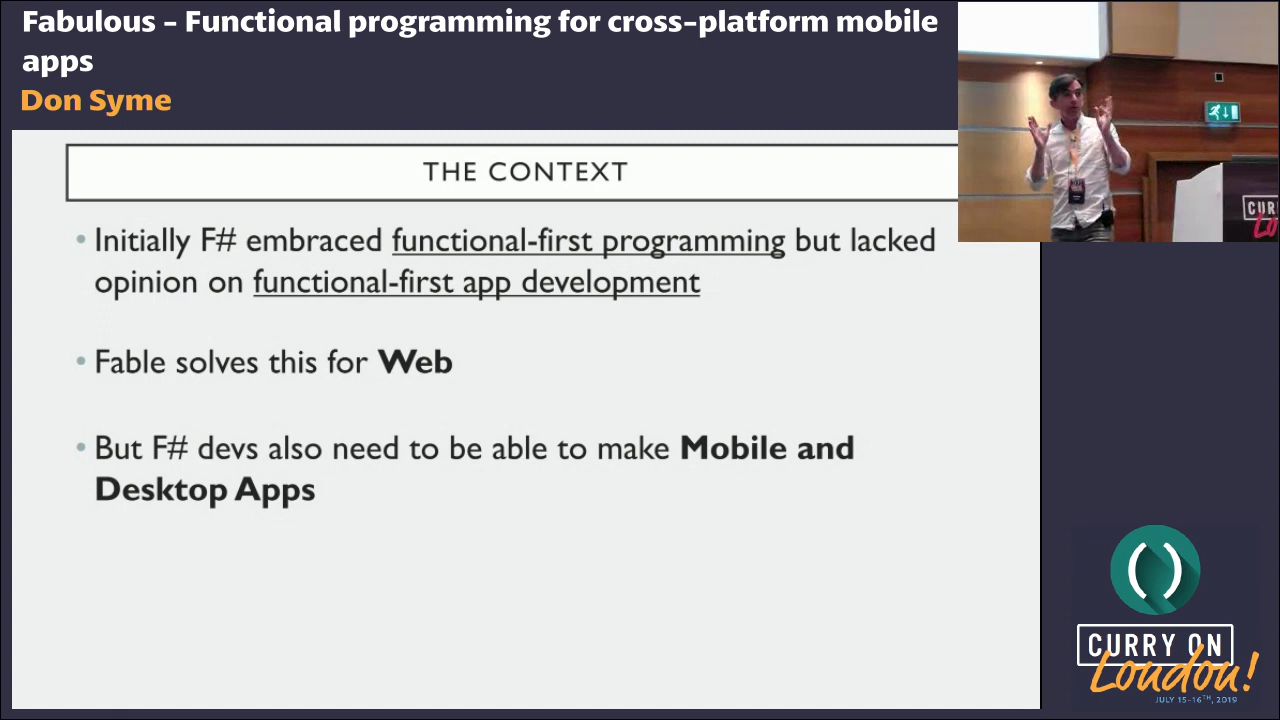 Fabulous – Functional programming for cross-platform mobile
apps
Don Syme
THE CONTEXT
• Initially F# embraced functional-first programming but lacked
opinion on functional-first app development
• Fable solves this for Web
• But F# devs also need to be able to make Mobile and
Desktop Apps
CUR
Lo
CURRY ON
London!
JULY 15-16TH, 2019